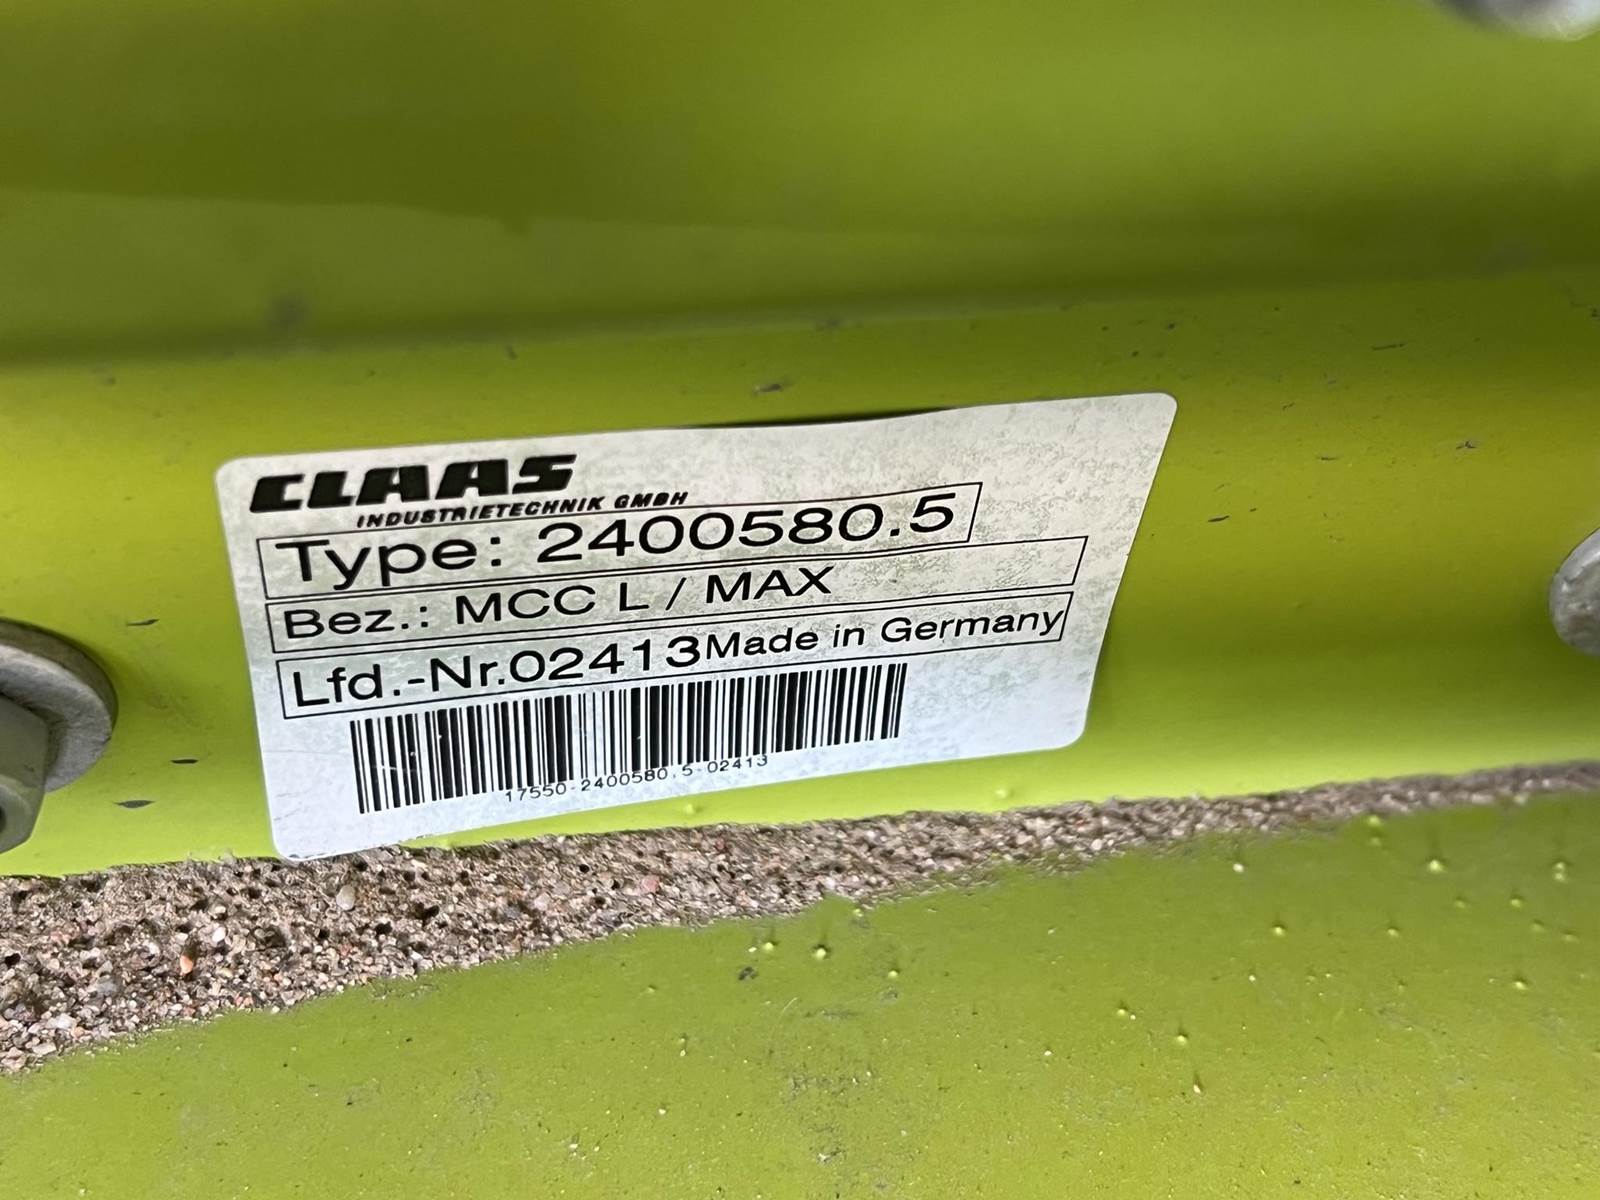 CLAAS
INDUSTRIETECHNIK GMBH
Type: 2400580.5
Bez.: MCC L / MAX
Lfd.-Nr.02413 Made in Germany
17550-2400580.5-02413